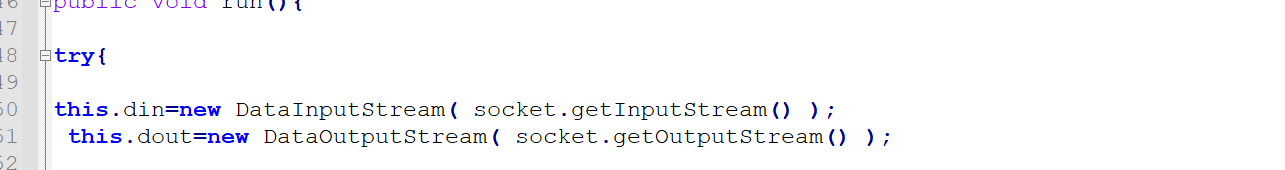 public void run(){
try{
this.din=new DataInputStream( socket.getInputStream() );
this.dout=new DataOutputStream( socket.getOutputStream() );